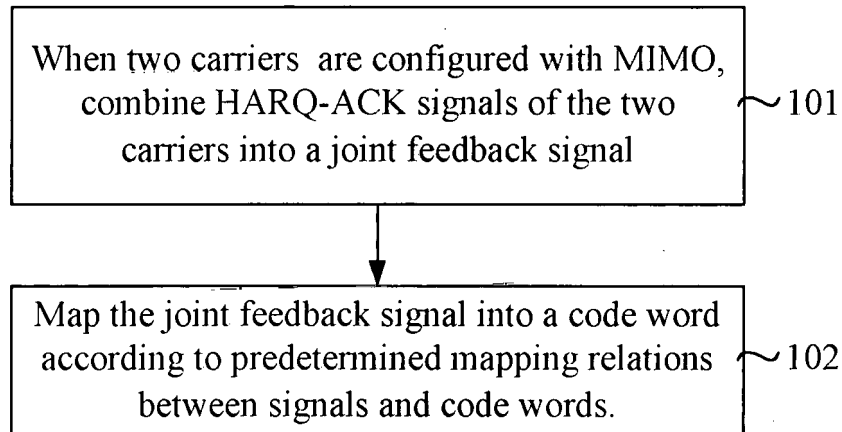 When two carriers are configured with MIMO,
combine HARQ-ACK signals of the two
carriers into a joint feedback signal
101
Map the joint feedback signal into a code word
according to predetermined mapping relations
between signals and code words.
102